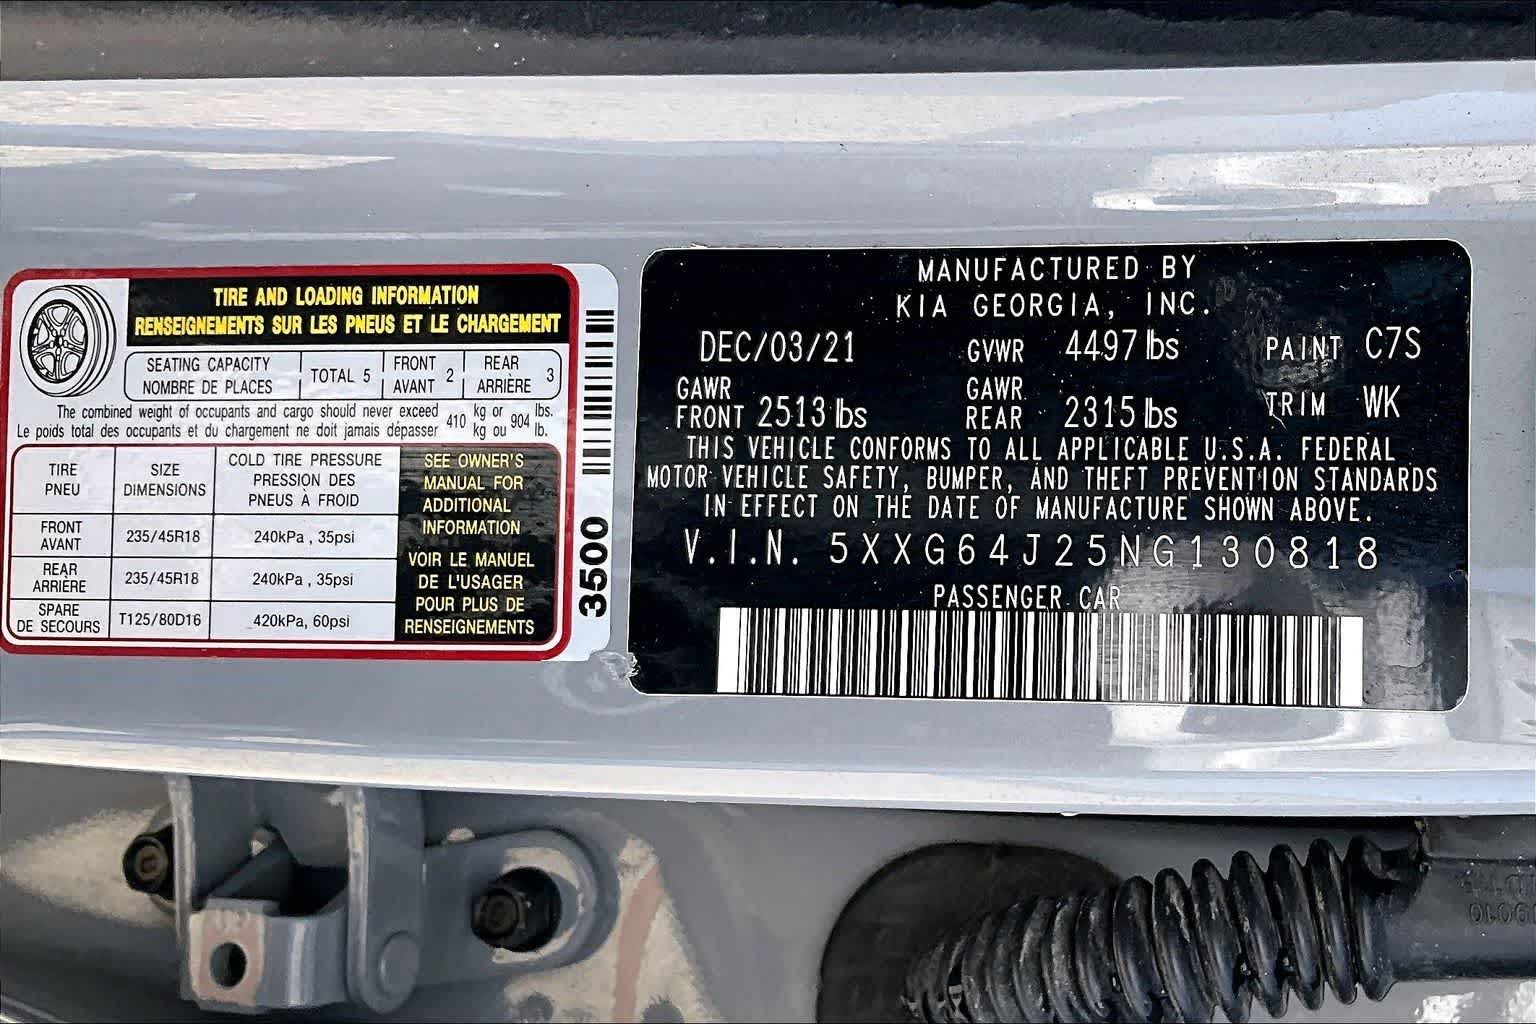 TIRE AND LOADING INFORMATION
RENSEIGNEMENTS SUR LES PNEUS ET LE CHARGEMENT
SEATING CAPACITY
NOMBRE DE PLACES
TOTAL 5
FRONT
AVANT 2
REAR
ARRIÈRE 3
The combined weight of occupants and cargo should never exceed 410 kg or 904 lbs.
Le poids total des occupants et du chargement ne doit jamais dépasser 410 kg ou 904 lb.
TIRE
PNEU
SIZE
DIMENSIONS
COLD TIRE PRESSURE
PRESSION DES
PNEUS À FROID
FRONT
AVANT
235/45R18
240kPa , 35psi
REAR
ARRIÈRE
235/45R18
240kPa , 35psi
SPARE
DE SECOURS
T125/80D16
420kPa, 60psi
SEE OWNER'S
MANUAL FOR
ADDITIONAL
INFORMATION
VOIR LE MANUEL
DE L'USAGER
POUR PLUS DE
RENSEIGNEMENTS
3500
MANUFACTURED BY
KIA GEORGIA, INC.
DEC/03/21 GVWR 4497 lbs PAINT C7S
GAWR FRONT 2513 lbs GAWR REAR 2315 lbs TRIM WK
THIS VEHICLE CONFORMS TO ALL APPLICABLE U.S.A. FEDERAL
MOTOR VEHICLE SAFETY, BUMPER, AND THEFT PREVENTION STANDARDS
IN EFFECT ON THE DATE OF MANUFACTURE SHOWN ABOVE.
V.I.N. 5XXG64J25NG130818
PASSENGER CAR